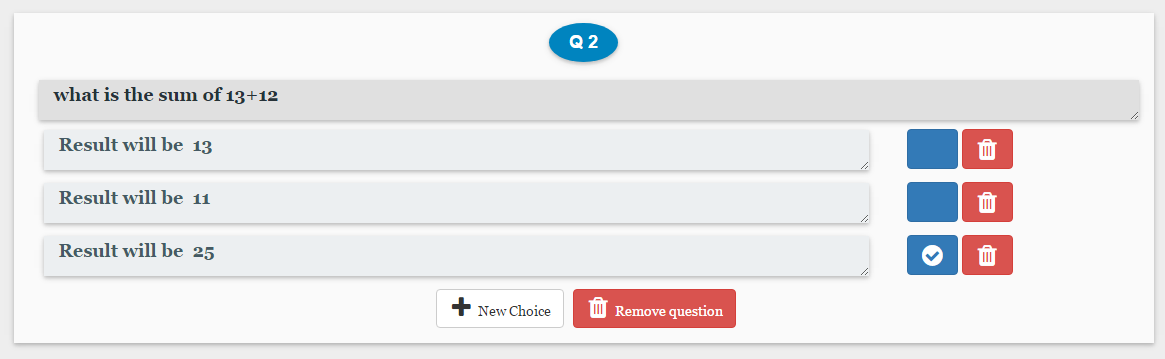 Q 2
what is the sum of 13+12
Result will be  13
Result will be  11
Result will be  25
New Choice
Remove question